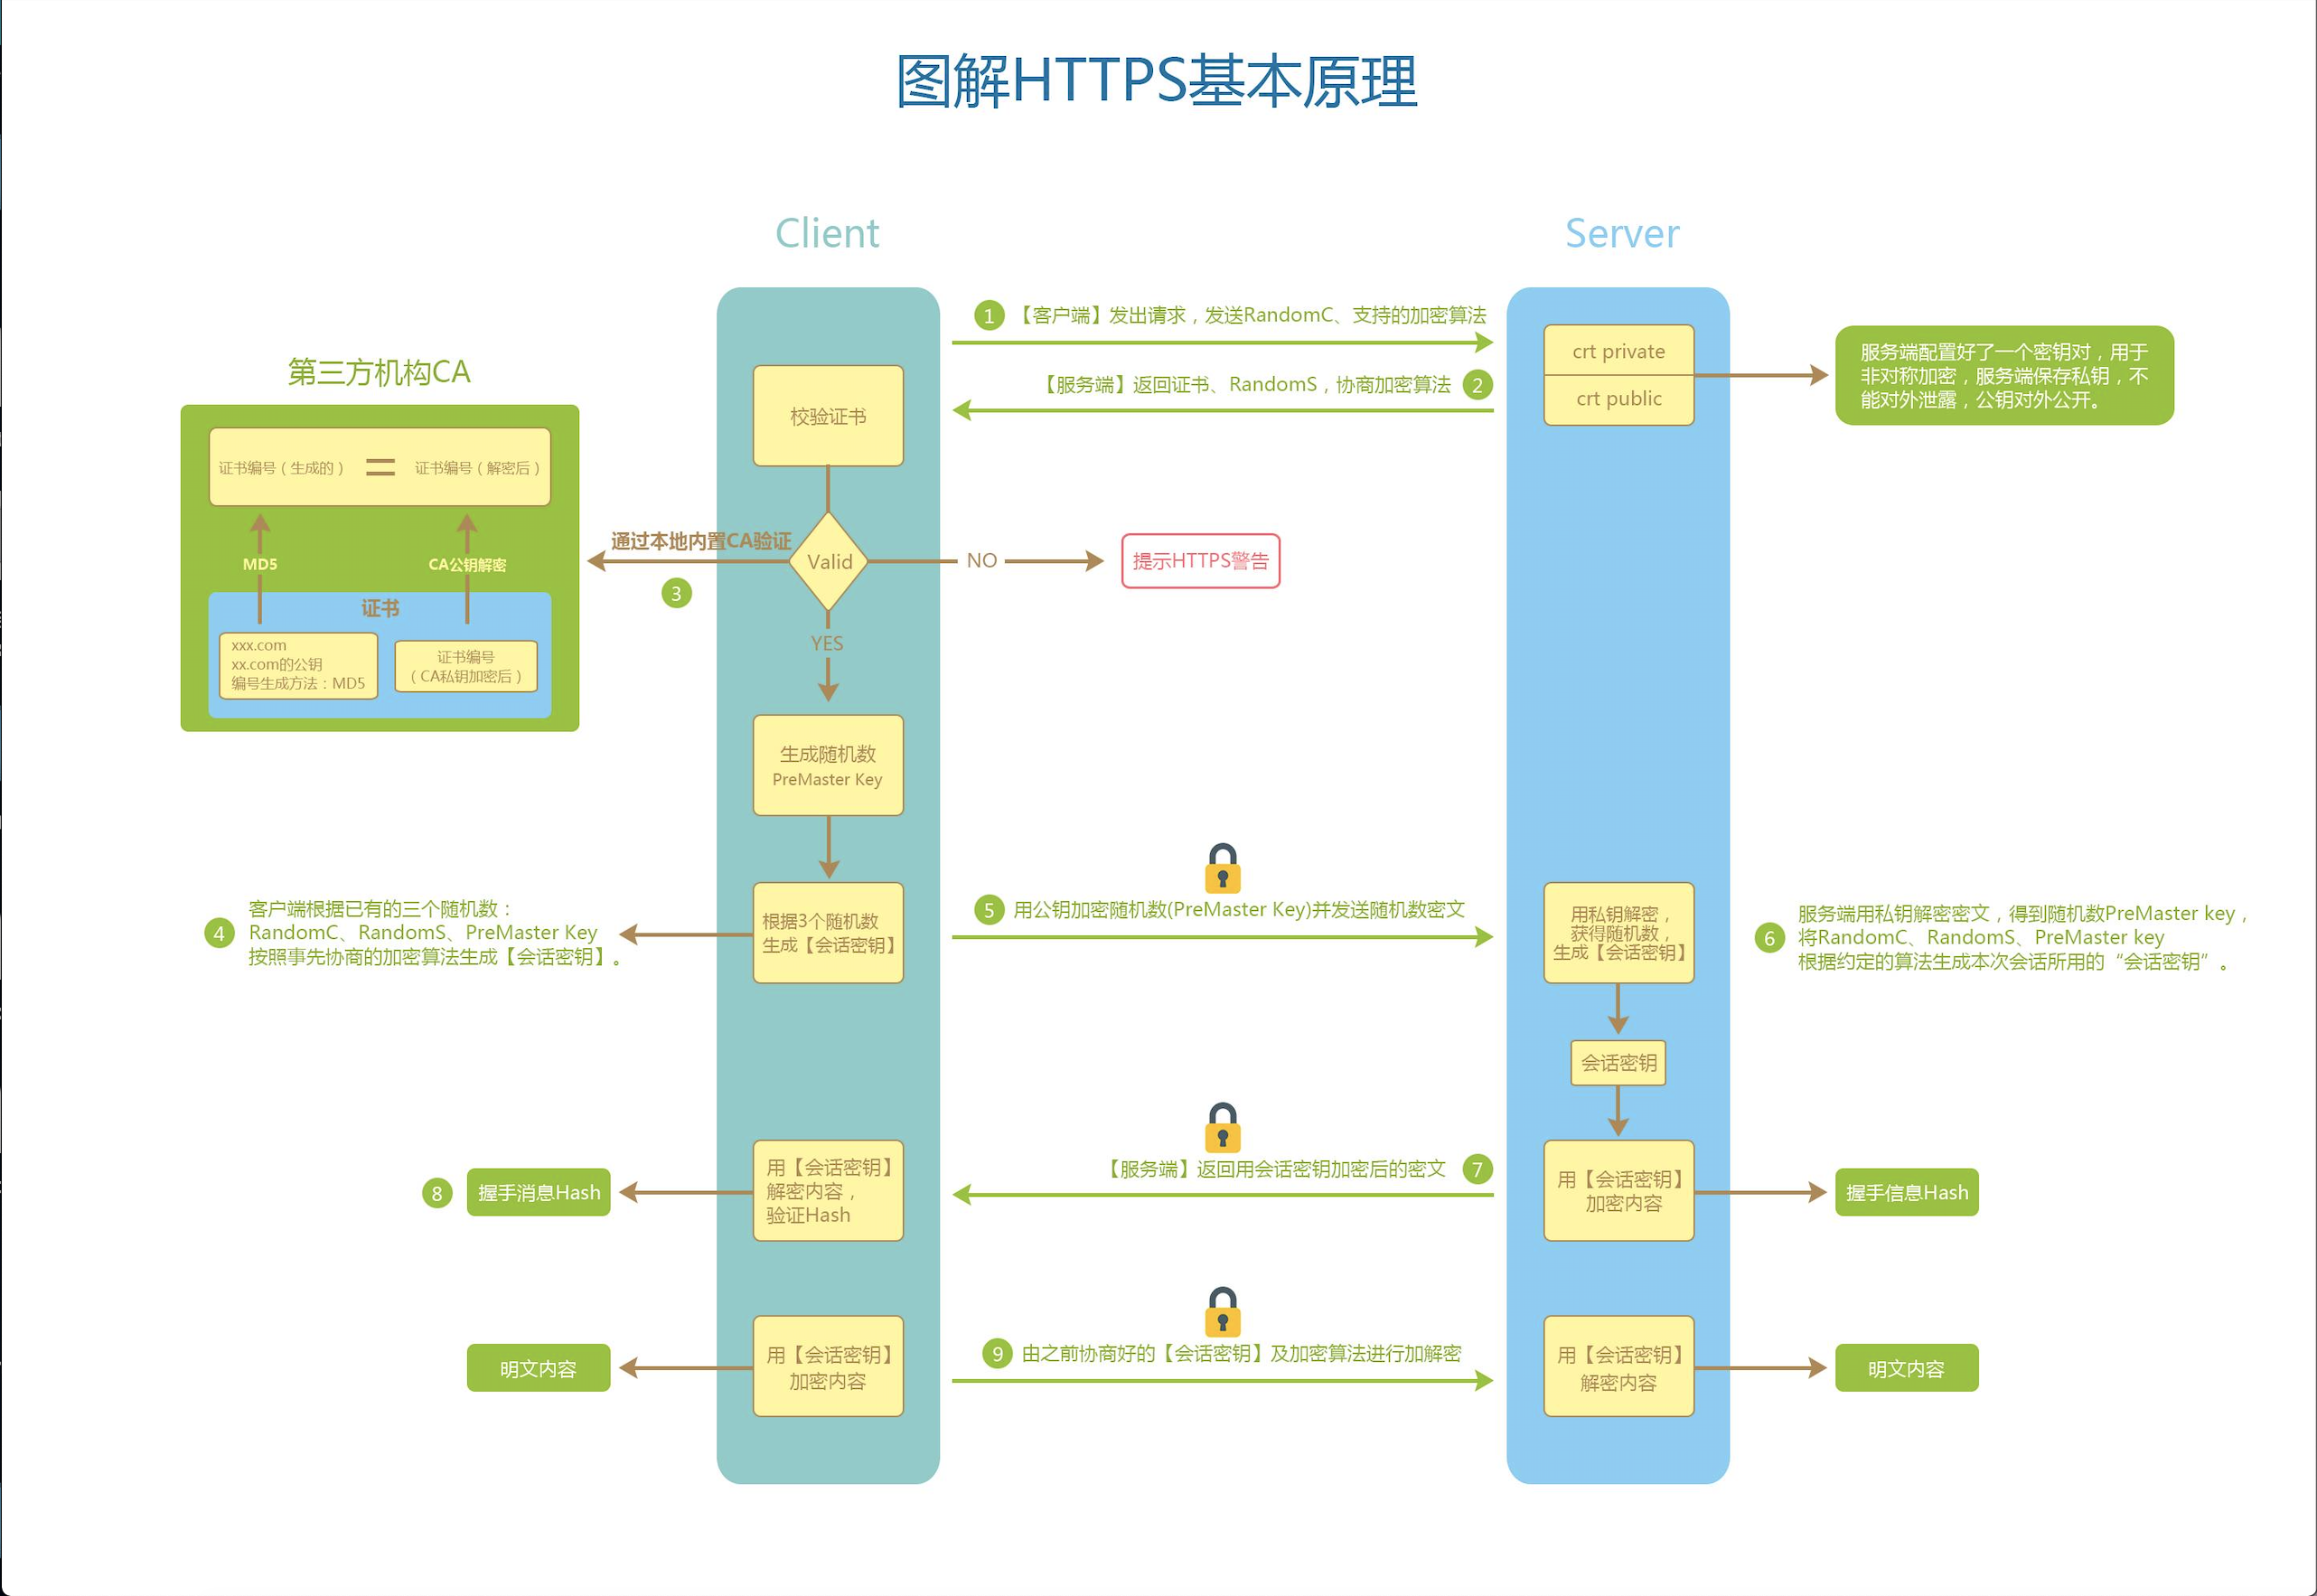 图解HTTPS基本原理
Client
Server
1
【客户端】发出请求，发送RandomC、支持的加密算法
crt private
crt public
服务端配置好了一个密钥对，用于
非对称加密，服务端保存私钥，不
能对外泄露，公钥对外公开。
【服务端】返回证书、RandomS，协商加密算法
2
校验证书
第三方机构CA
证书编号（生成的）
=
证书编号（解密后）
MD5
CA公钥解密
证书
xxx.com
xx.com的公钥
编号生成方法：MD5
证书编号
（CA私钥加密后）
通过本地内置CA验证
3
Valid
NO
提示HTTPS警告
YES
生成随机数
PreMaster Key
4
客户端根据已有的三个随机数：
RandomC、RandomS、PreMaster Key
按照事先协商的加密算法生成【会话密钥】。
根据3个随机数
生成【会话密钥】
5
用公钥加密随机数(PreMaster Key)并发送随机数密文
用私钥解密，
获得随机数，
生成【会话密钥】
6
服务端用私钥解密密文，得到随机数PreMaster key，
将RandomC、RandomS、PreMaster key
根据约定的算法生成本次会话所用的“会话密钥”。
会话密钥
8
握手消息Hash
用【会话密钥】
解密内容，
验证Hash
【服务端】返回用会话密钥加密后的密文
7
用【会话密钥】
加密内容
握手信息Hash
明文内容
用【会话密钥】
加密内容
9
由之前协商好的【会话密钥】及加密算法进行加解密
用【会话密钥】
解密内容
明文内容